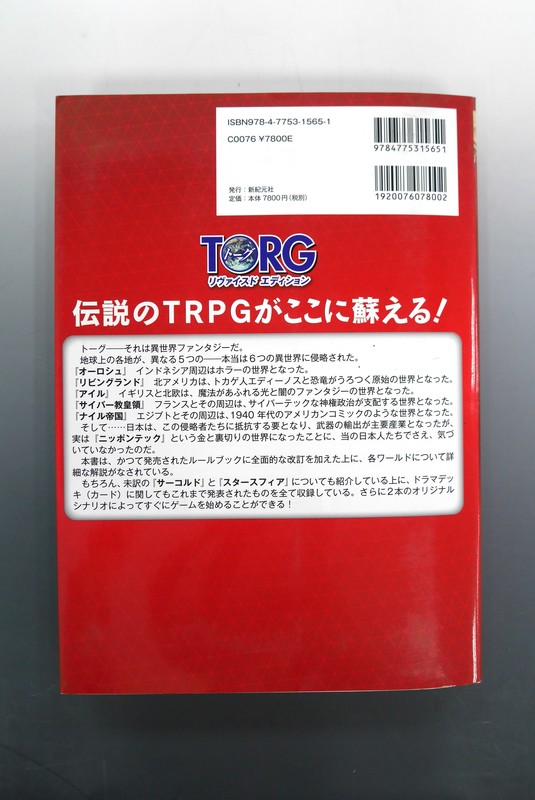 ISBN978-4-7753-1565-1
C0076 ¥7800E
発行：新紀元社
定価：本体7800円（税別）
9784775315651
1920076078002
TORG
トーグ
リヴァイズド エディション
伝説のTRPGがここに蘇える！
トーグ――それは異世界ファンタジーだ。
地球上の各地が、異なる５つの――本当は６つの異世界に侵略された。
『オーロシュ』 インドネシア周辺はホラーの世界となった。
『リビングランド』 北アメリカは、トカゲ人エディーノスと恐竜がうろつく原始の世界となった。
『アイル』 イギリスと北欧は、魔法があふれる光と闇のファンタジーの世界となった。
『サイバー教皇領』 フランスとその周辺は、サイバーテックな神権政治が支配する世界となった。
『ナイル帝国』 エジプトとその周辺は、1940 年代のアメリカンコミックのような世界となった。
そして……日本は、この侵略者たちに抵抗する要となり、武器の輸出が主要産業となったが、
実は『ニッポンテック』という金と裏切りの世界になったことに、当の日本人たちでさえ、気づ
いていなかったのだ。
本書は、かつて発売されたルールブックに全面的な改訂を加えた上に、各ワールドについて詳
細な解説がなされている。
もちろん、未訳の『サーコルド』と『スタースフィア』についても紹介している上に、ドラマデッ
キ（カード）に関してもこれまで発表されたものを全て収録している。さらに２本のオリジナル
シナリオによってすぐにゲームを始めることができる！